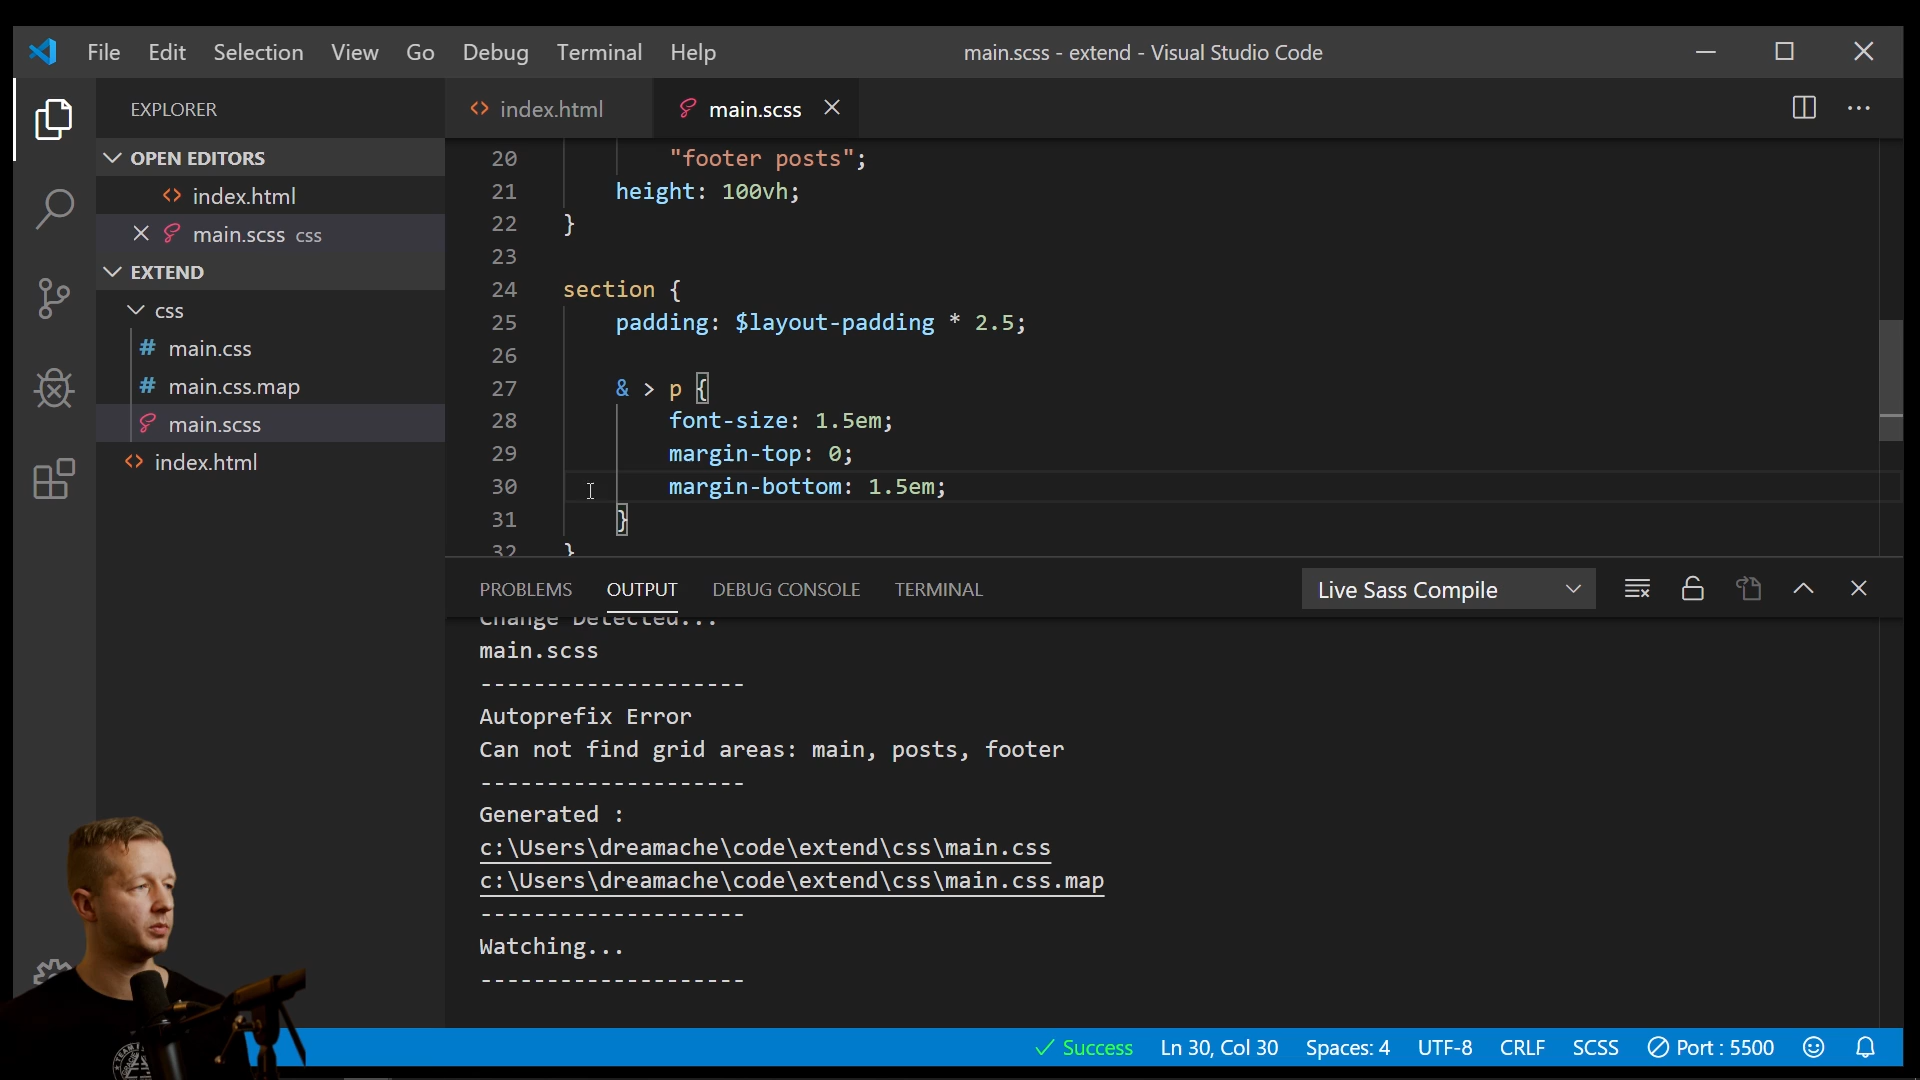 File Edit Selection View Go Debug Terminal Help
main.scss - extend - Visual Studio Code
EXPLORER
OPEN EDITORS
index.html
main.scss css
EXTEND
css
main.css
main.css.map
main.scss
index.html
index.html
main.scss
20 "footer posts";
21 height: 100vh;
22 }
23
24 section {
25 padding: $layout-padding * 2.5;
26
27 & > p {
28 font-size: 1.5em;
29 margin-top: 0;
30 margin-bottom: 1.5em;
31 }
32 }
PROBLEMS OUTPUT DEBUG CONSOLE TERMINAL
Live Sass Compile
Change Detected...
main.scss
--------------------
Autoprefix Error
Can not find grid areas: main, posts, footer
--------------------
Generated :
c:\Users\dreamache\code\extend\css\main.css
c:\Users\dreamache\code\extend\css\main.css.map
--------------------
Watching...
--------------------
Success Ln 30, Col 30 Spaces: 4 UTF-8 CRLF SCSS Port : 5500